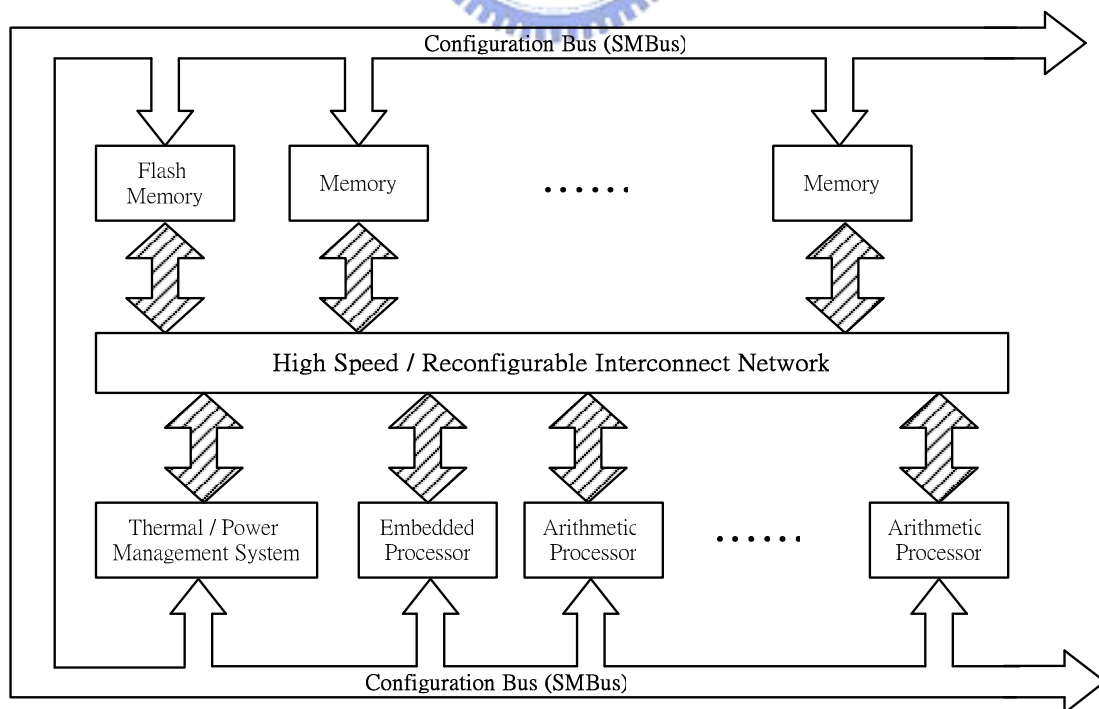 Configuration Bus (SMBus)
Flash
Memory
Memory
......
Memory
High Speed / Reconfigurable Interconnect Network
Thermal / Power
Management System
Embedded
Processor
Arithmetic
Processor
......
Arithmetic
Processor
Configuration Bus (SMBus)